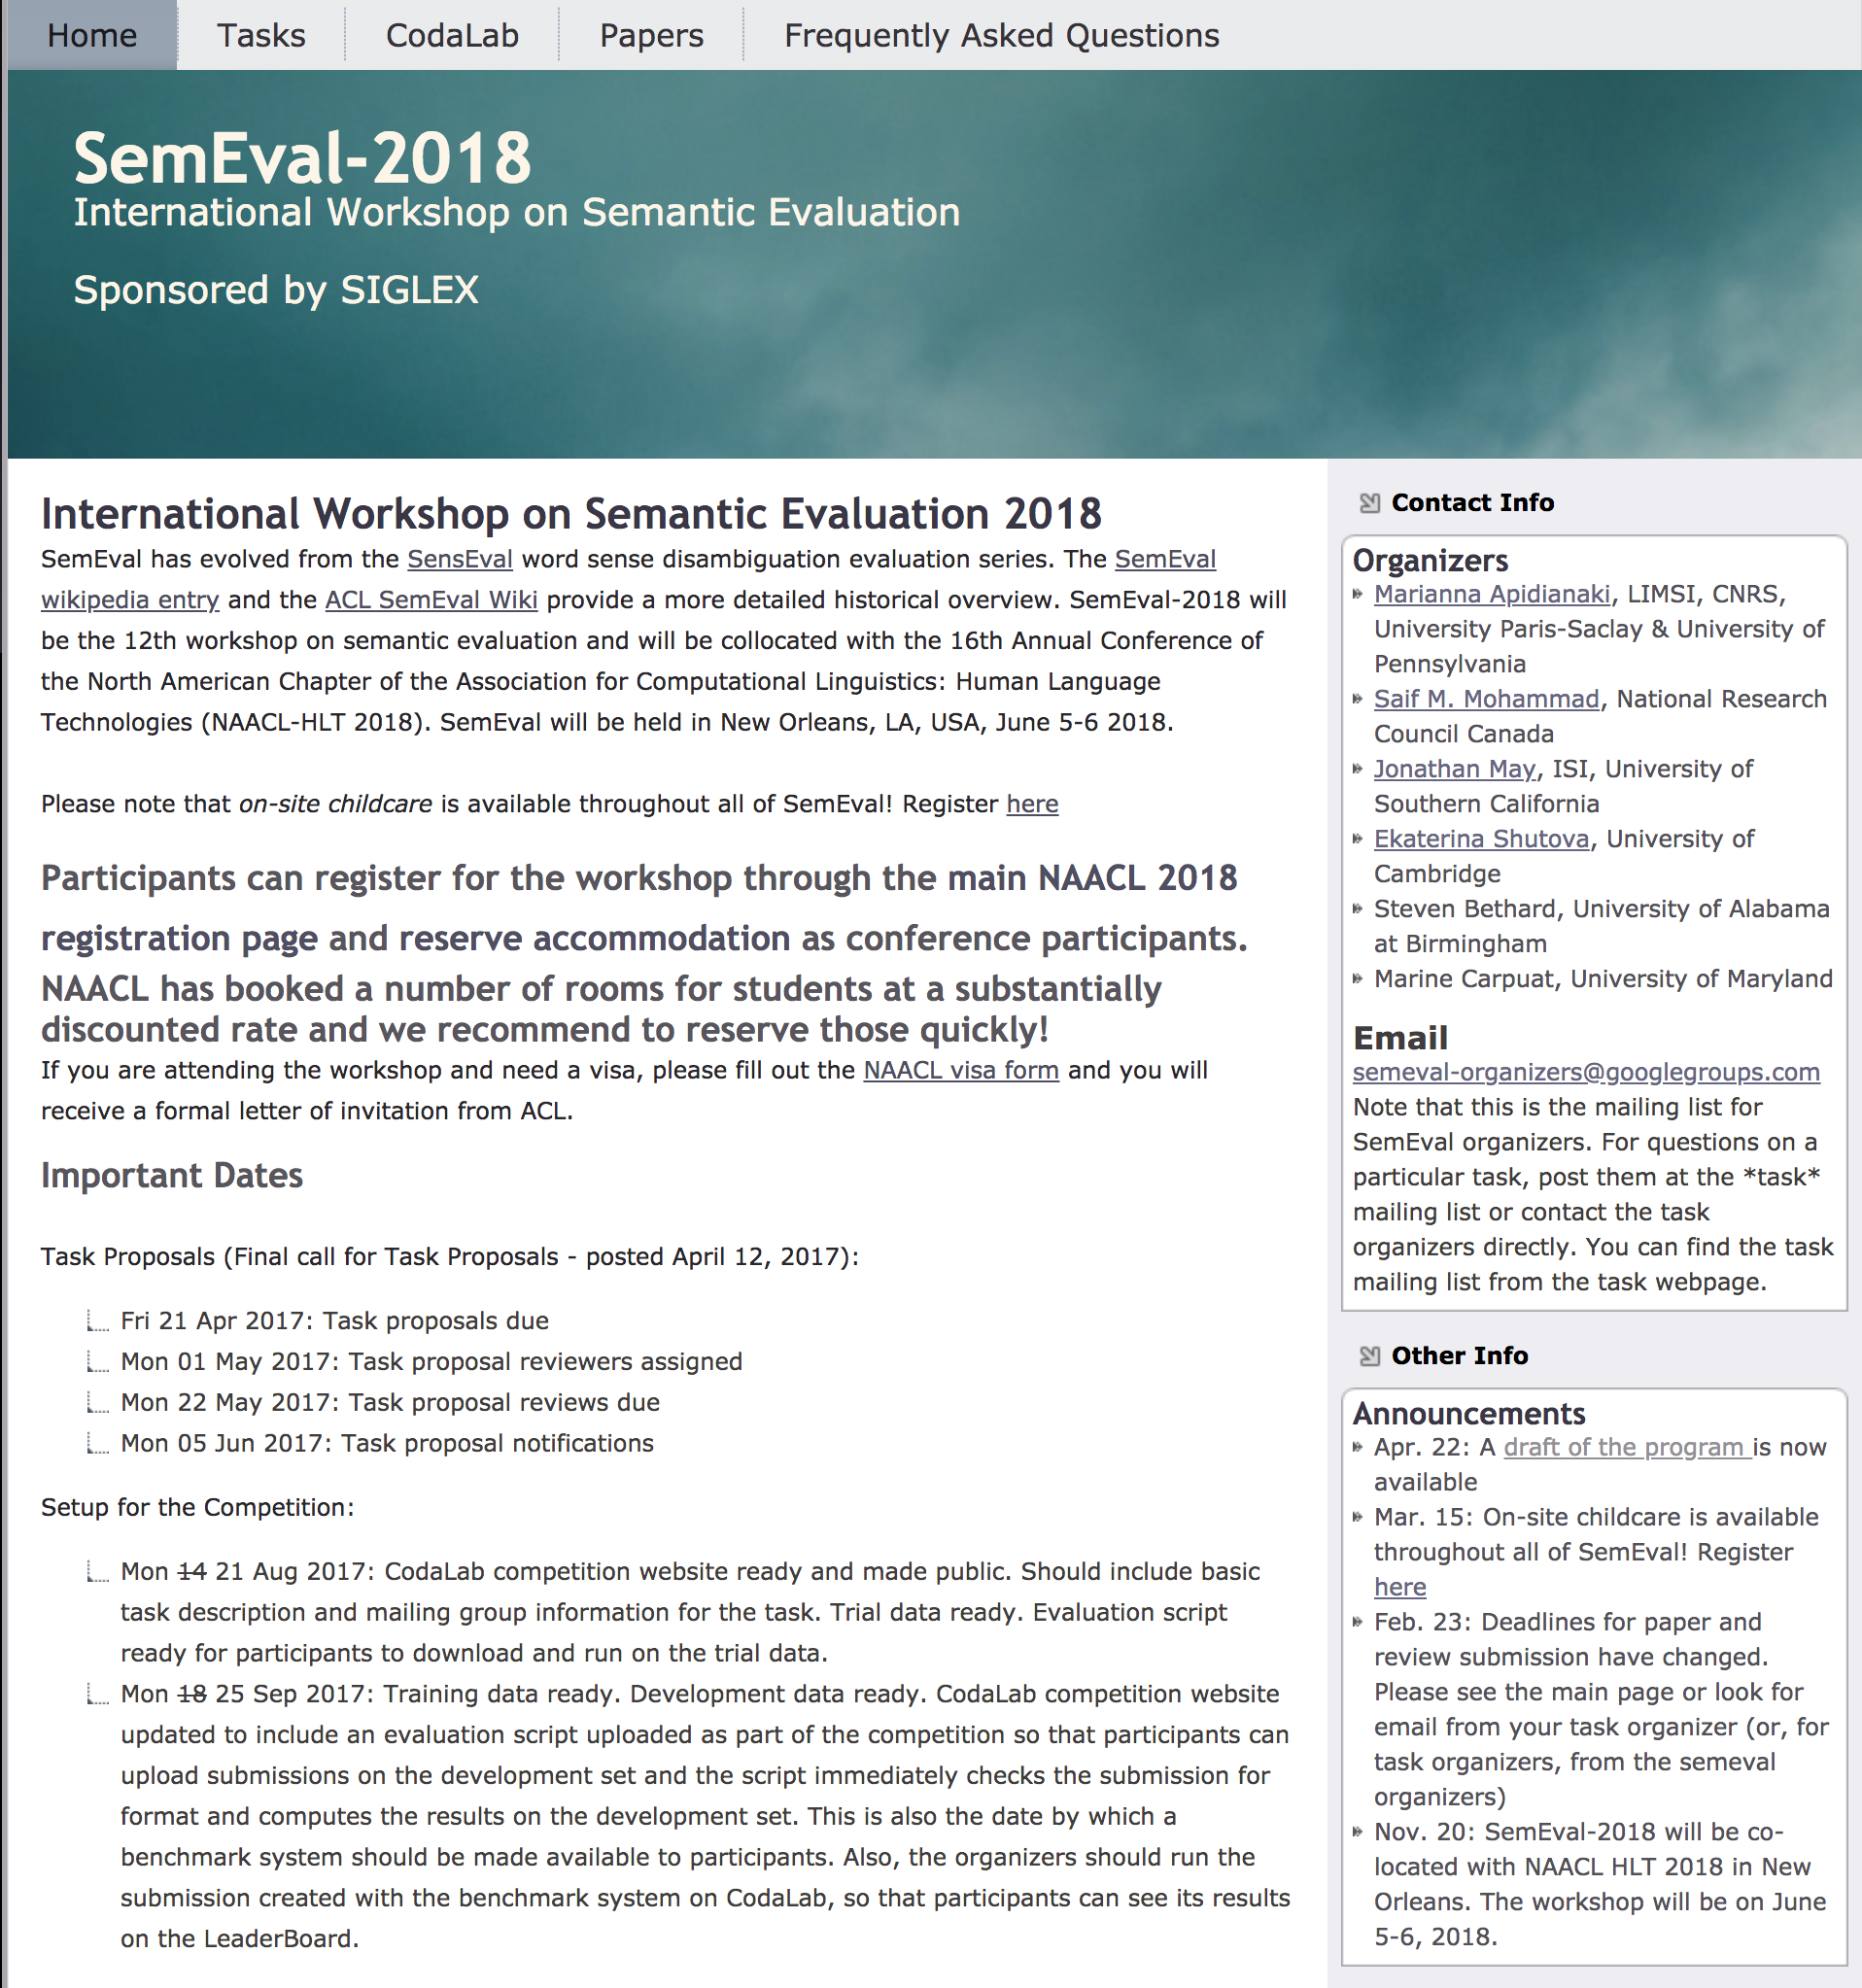 Home
Tasks
CodaLab
Papers
Frequently Asked Questions
SemEval-2018
International Workshop on Semantic Evaluation
Sponsored by SIGLEX
International Workshop on Semantic Evaluation 2018
SemEval has evolved from the SensEval word sense disambiguation evaluation series. The SemEval
wikipedia entry and the ACL SemEval Wiki provide a more detailed historical overview. SemEval-2018 will
be the 12th workshop on semantic evaluation and will be collocated with the 16th Annual Conference of
the North American Chapter of the Association for Computational Linguistics: Human Language
Technologies (NAACL-HLT 2018). SemEval will be held in New Orleans, LA, USA, June 5-6 2018.
Please note that on-site childcare is available throughout all of SemEval! Register here
Participants can register for the workshop through the main NAACL 2018
registration page and reserve accommodation as conference participants.
NAACL has booked a number of rooms for students at a substantially
discounted rate and we recommend to reserve those quickly!
If you are attending the workshop and need a visa, please fill out the NAACL visa form and you will
receive a formal letter of invitation from ACL.
Important Dates
Task Proposals (Final call for Task Proposals - posted April 12, 2017):
Fri 21 Apr 2017: Task proposals due
Mon 01 May 2017: Task proposal reviewers assigned
Mon 22 May 2017: Task proposal reviews due
Mon 05 Jun 2017: Task proposal notifications
Setup for the Competition:
Mon 14 21 Aug 2017: CodaLab competition website ready and made public. Should include basic
task description and mailing group information for the task. Trial data ready. Evaluation script
ready for participants to download and run on the trial data.
Mon 18 25 Sep 2017: Training data ready. Development data ready. CodaLab competition website
updated to include an evaluation script uploaded as part of the competition so that participants can
upload submissions on the development set and the script immediately checks the submission for
format and computes the results on the development set. This is also the date by which a
benchmark system should be made available to participants. Also, the organizers should run the
submission created with the benchmark system on CodaLab, so that participants can see its results
on the LeaderBoard.
Contact Info
Organizers
Marianna Apidianaki, LIMSI, CNRS,
University Paris-Saclay & University of
Pennsylvania
Saif M. Mohammad, National Research
Council Canada
Jonathan May, ISI, University of
Southern California
Ekaterina Shutova, University of
Cambridge
Steven Bethard, University of Alabama
at Birmingham
Marine Carpuat, University of Maryland
Email
semeval-organizers@googlegroups.com
Note that this is the mailing list for
SemEval organizers. For questions on a
particular task, post them at the *task*
mailing list or contact the task
organizers directly. You can find the task
mailing list from the task webpage.
Other Info
Announcements
Apr. 22: A draft of the program is now
available
Mar. 15: On-site childcare is available
throughout all of SemEval! Register
here
Feb. 23: Deadlines for paper and
review submission have changed.
Please see the main page or look for
email from your task organizer (or, for
task organizers, from the semeval
organizers)
Nov. 20: SemEval-2018 will be co-
located with NAACL HLT 2018 in New
Orleans. The workshop will be on June
5-6, 2018.